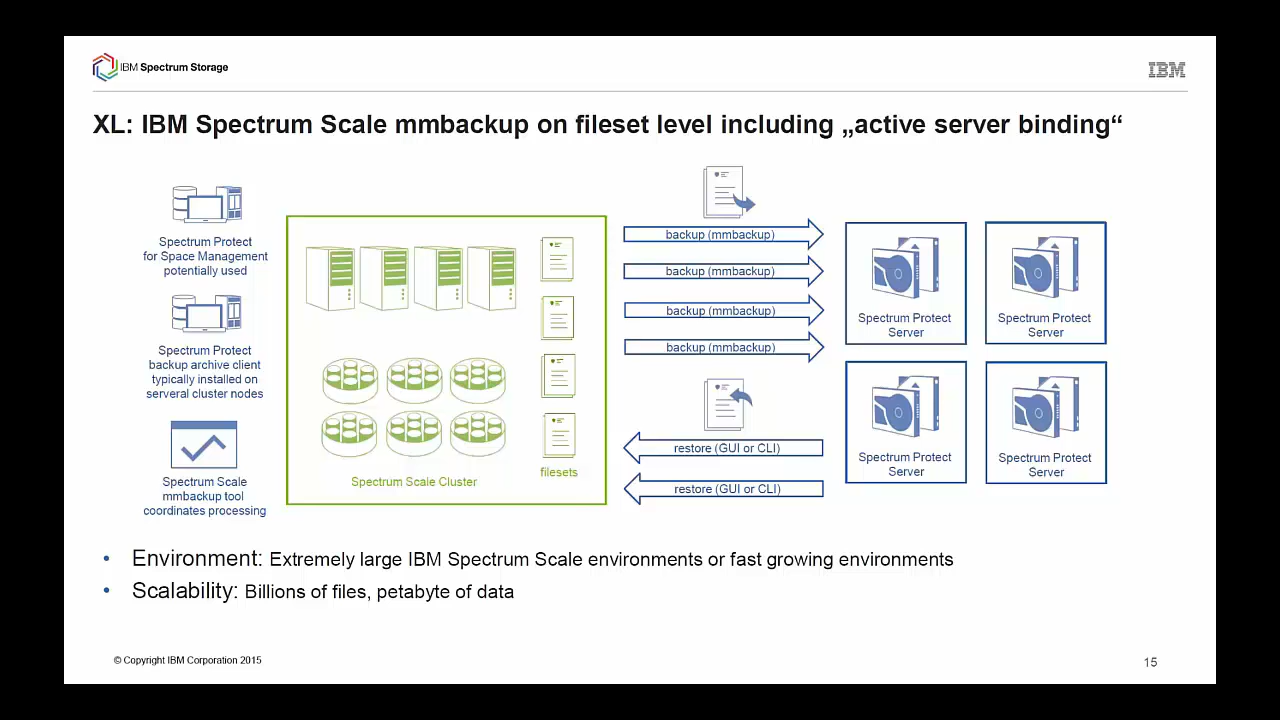 IBM Spectrum Storage
IBM
XL: IBM Spectrum Scale mmbackup on fileset level including „active server binding“
Spectrum Protect
for Space Management
potentially used
Spectrum Protect
backup archive client
typically installed on
serveral cluster nodes
Spectrum Scale
mmbackup tool
coordinates processing
Spectrum Scale Cluster
filesets
backup (mmbackup)
backup (mmbackup)
backup (mmbackup)
backup (mmbackup)
restore (GUI or CLI)
restore (GUI or CLI)
Spectrum Protect
Server
Spectrum Protect
Server
Spectrum Protect
Server
Spectrum Protect
Server
• Environment: Extremely large IBM Spectrum Scale environments or fast growing environments
• Scalability: Billions of files, petabyte of data
© Copyright IBM Corporation 2015
15